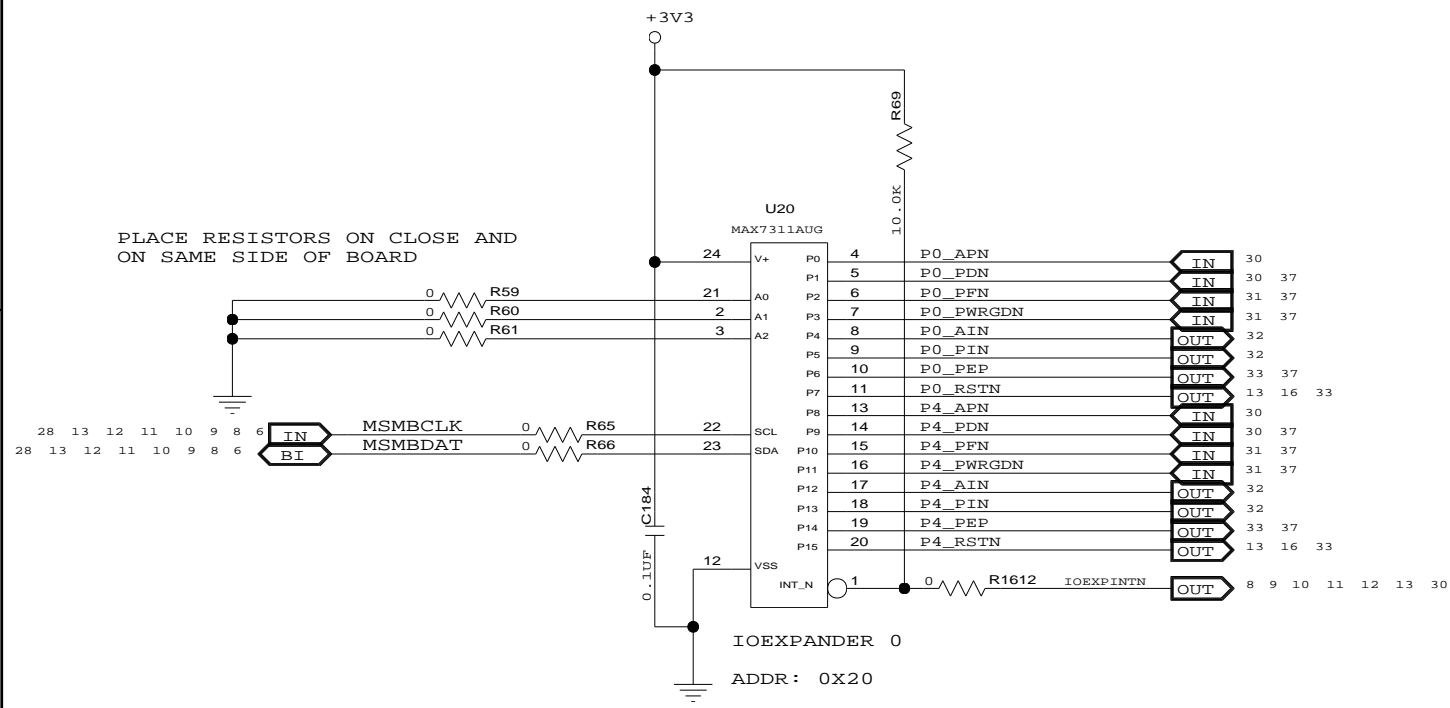 +3V3
R69
10.0K
U20
MAX7311AUG
PLACE RESISTORS ON CLOSE AND
ON SAME SIDE OF BOARD
24 V+ P0 4 P0_APN IN 30
P1 5 P0_PDN IN 30 37
0 R59 21 A0 P2 6 P0_PFN IN 31 37
0 R60 2 A1 P3 7 P0_PWRGDN IN 31 37
0 R61 3 A2 P4 8 P0_AIN OUT 32
P5 9 P0_PIN OUT 32
P6 10 P0_PEP OUT 33 37
P7 11 P0_RSTN OUT 13 16 33
P8 13 P4_APN IN 30
28 13 12 11 10 9 8 6 IN MSMBCLK 0 R65 22 SCL P9 14 P4_PDN IN 30 37
28 13 12 11 10 9 8 6 BI MSMBDAT 0 R66 23 SDA P10 15 P4_PFN IN 31 37
P11 16 P4_PWRGDN IN 31 37
P12 17 P4_AIN OUT 32
P13 18 P4_PIN OUT 32
P14 19 P4_PEP OUT 33 37
P15 20 P4_RSTN OUT 13 16 33
C184
0.1UF
12 VSS
INT_N 1 0 R1612 IOEXPINTN OUT 8 9 10 11 12 13 30
IOEXPANDER 0
ADDR: 0X20